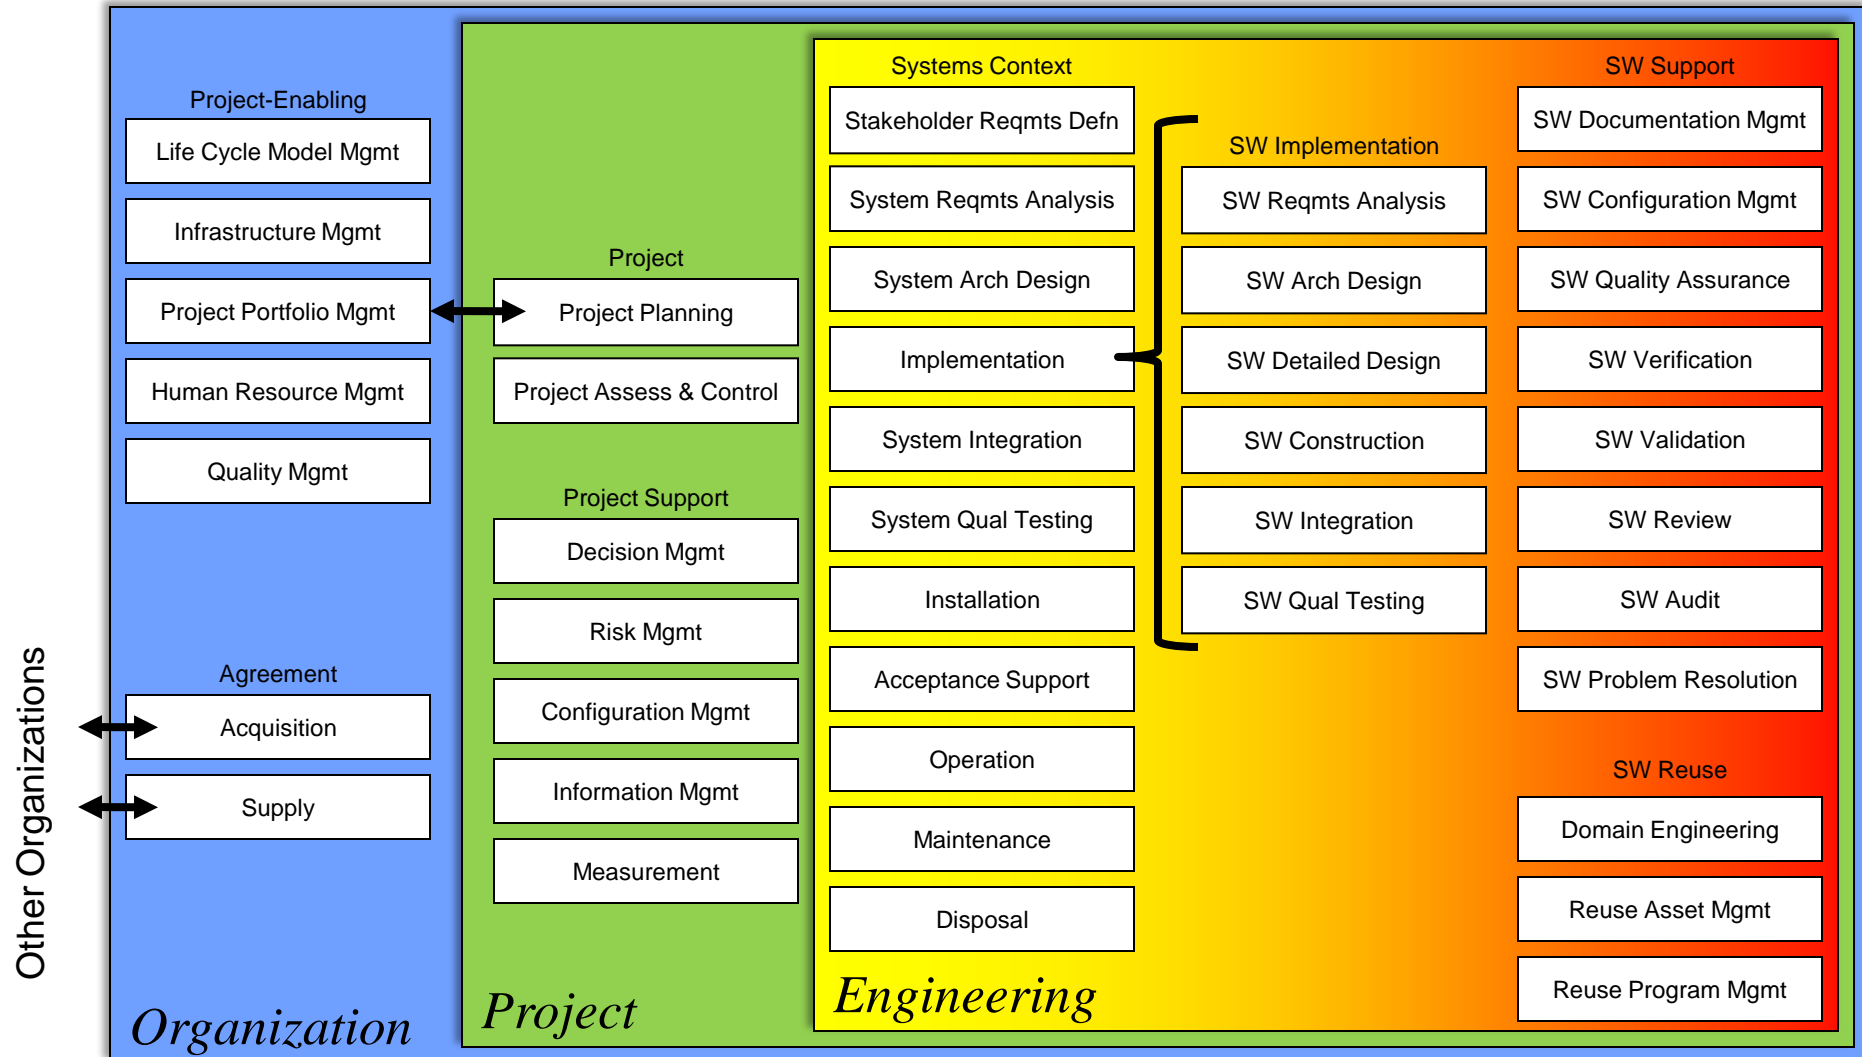 Other Organizations
Project-Enabling
Life Cycle Model Mgmt
Infrastructure Mgmt
Project Portfolio Mgmt
Human Resource Mgmt
Quality Mgmt
Agreement
Acquisition
Supply
Organization
Project
Project Planning
Project Assess & Control
Project Support
Decision Mgmt
Risk Mgmt
Configuration Mgmt
Information Mgmt
Measurement
Project
Systems Context
Stakeholder Reqmts Defn
System Reqmts Analysis
System Arch Design
Implementation
System Integration
System Qual Testing
Installation
Acceptance Support
Operation
Maintenance
Disposal
Engineering
SW Implementation
SW Reqmts Analysis
SW Arch Design
SW Detailed Design
SW Construction
SW Integration
SW Qual Testing
SW Support
SW Documentation Mgmt
SW Configuration Mgmt
SW Quality Assurance
SW Verification
SW Validation
SW Review
SW Audit
SW Problem Resolution
SW Reuse
Domain Engineering
Reuse Asset Mgmt
Reuse Program Mgmt